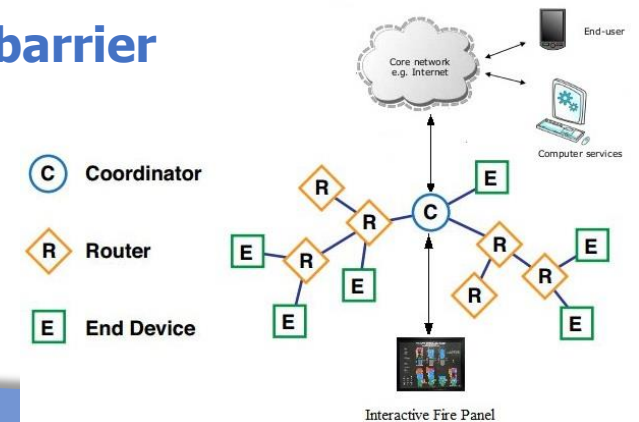 barrier
Core network
e.g. Internet
End-user
Computer services
C Coordinator
R Router
E End Device
R
E
R
C
E
R
E
E
R
R
E
R
E
E
Interactive Fire Panel